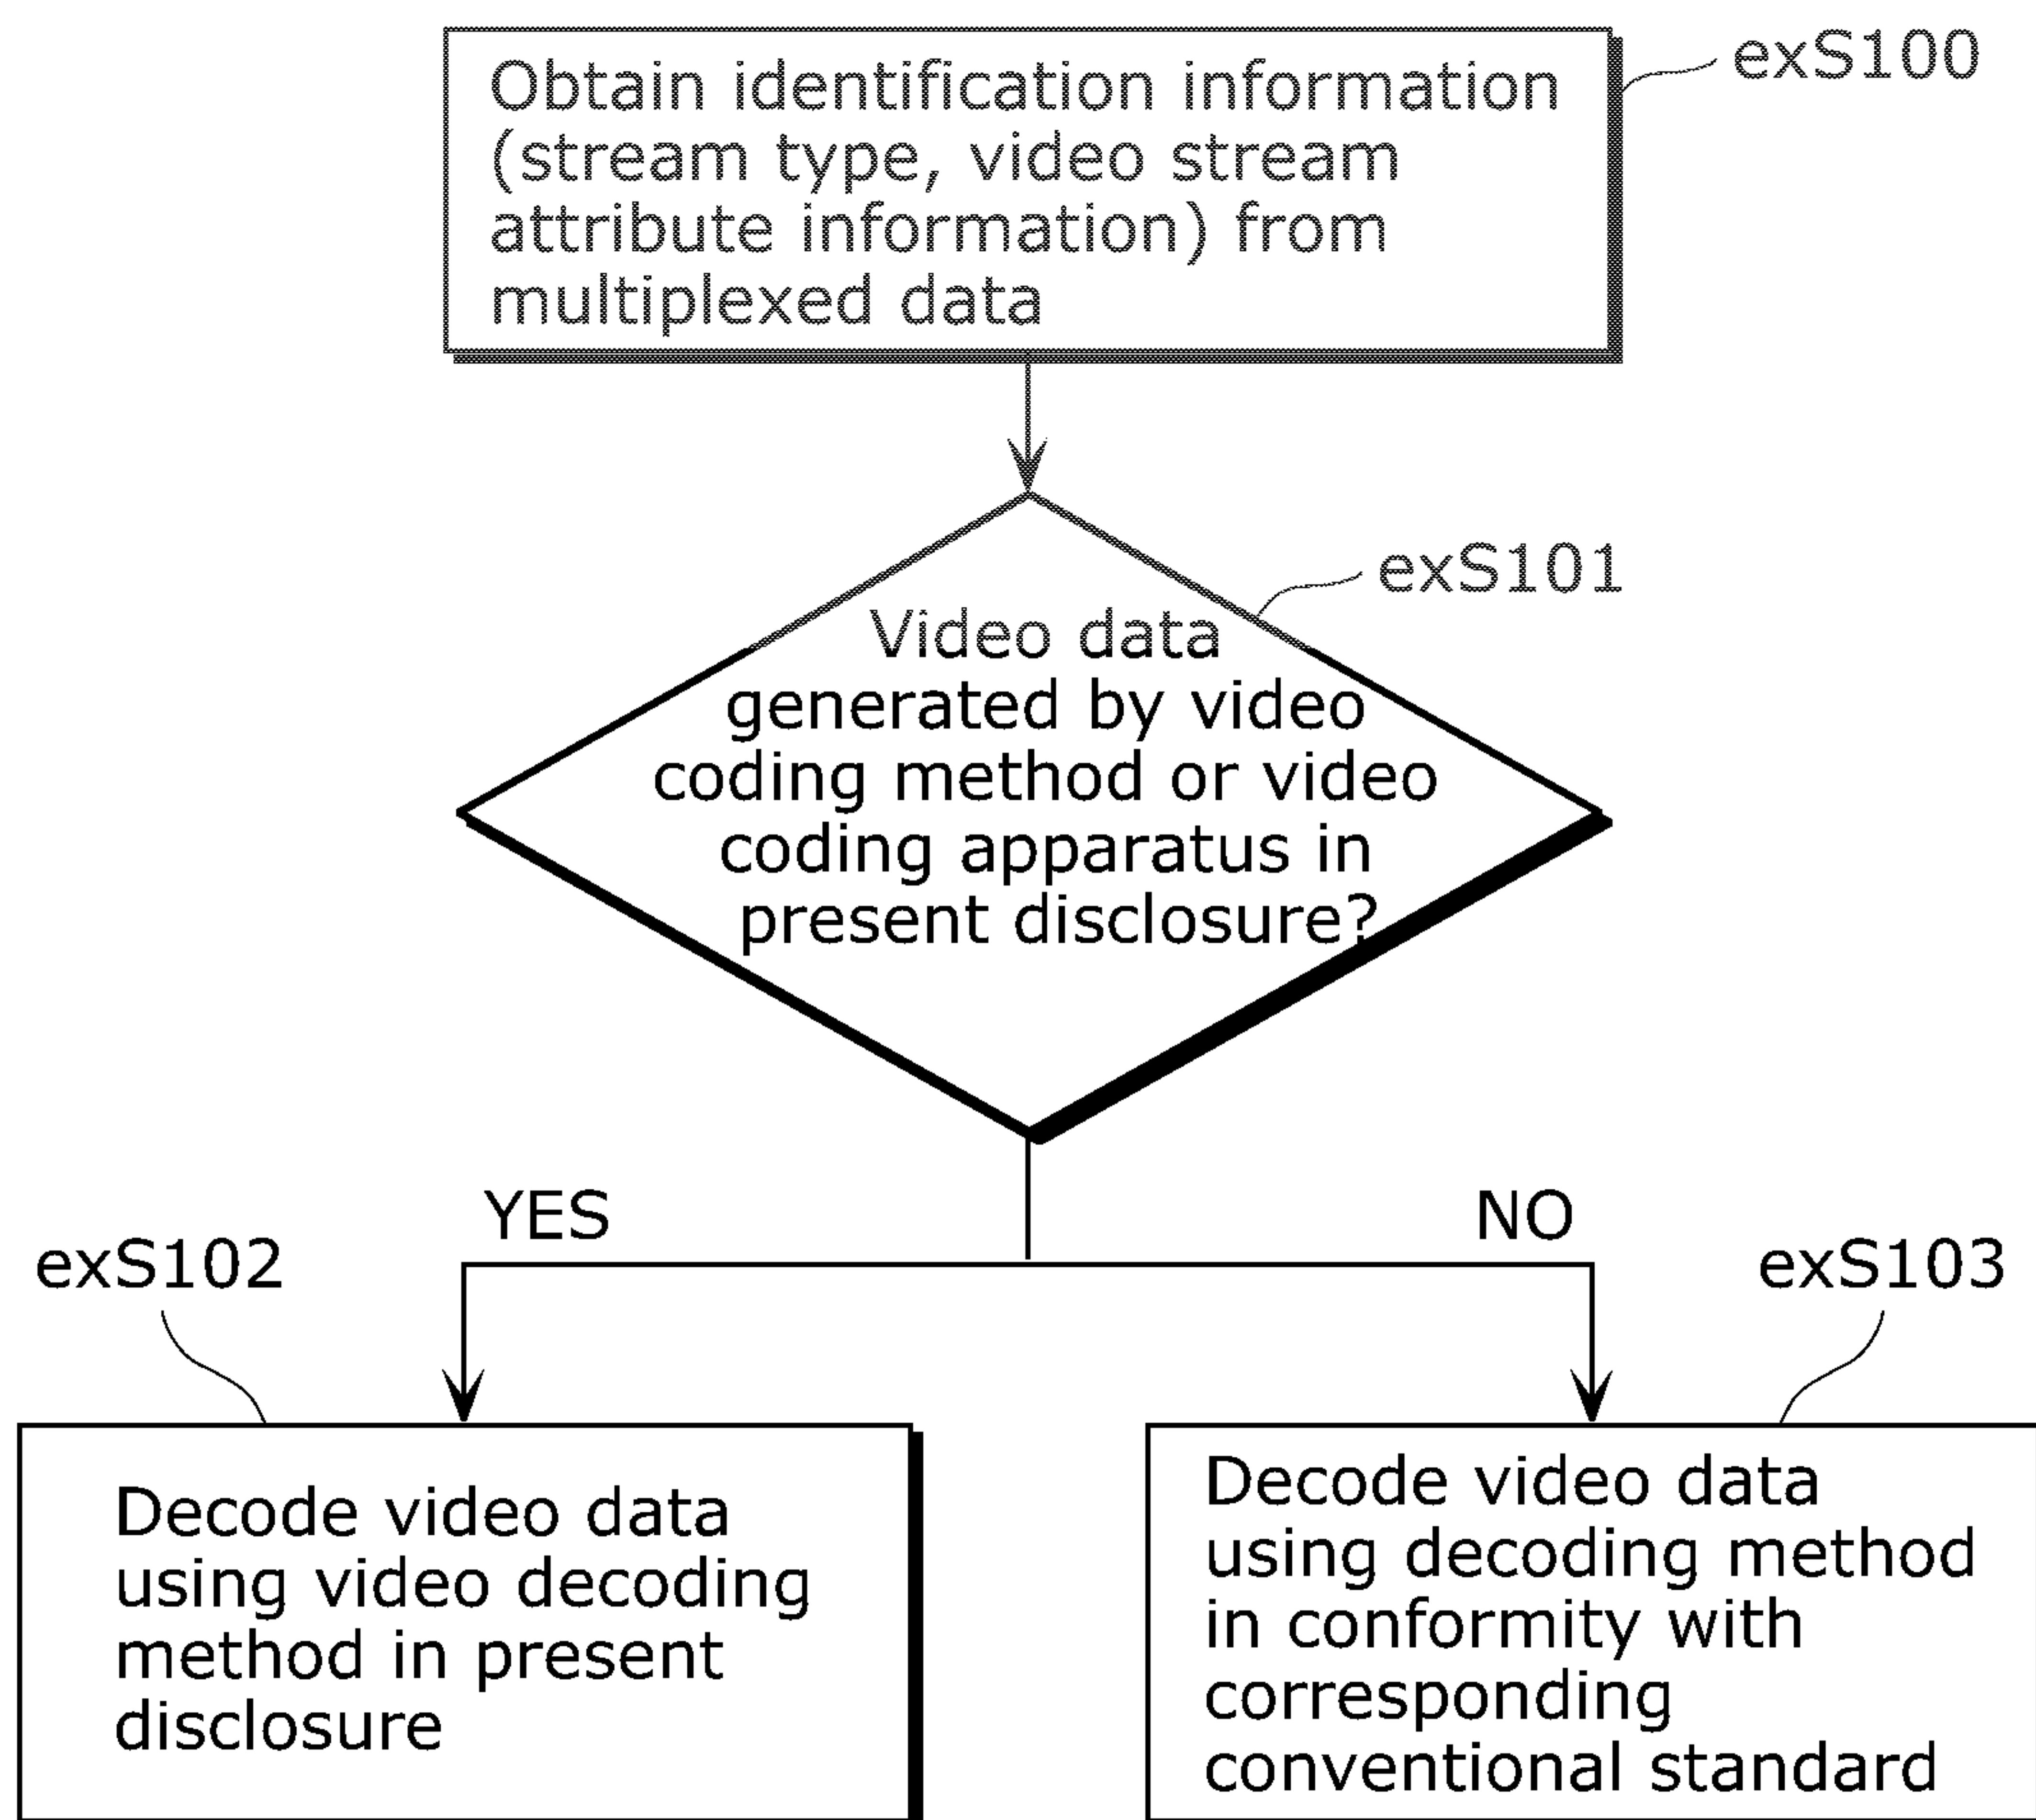 Obtain identification information
(stream type, video stream
attribute information) from
multiplexed data
exS100
exS101
Video data
generated by video
coding method or video
coding apparatus in
present disclosure?
YES
NO
exS102
exS103
Decode video data
using video decoding
method in present
disclosure
Decode video data
using decoding method
in conformity with
corresponding
conventional standard